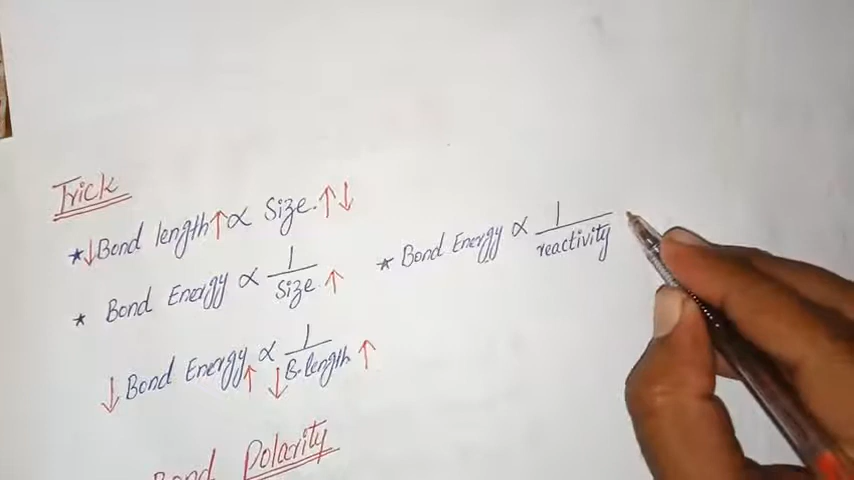 Trick
* ↓Bond length↑ ∝ Size.↑↓
* Bond Energy ∝ 1/Size.↑
↓Bond Energy↑ ∝ 1/↓B.length↑
* Bond Energy ∝ 1/reactivity
Bond Polarity